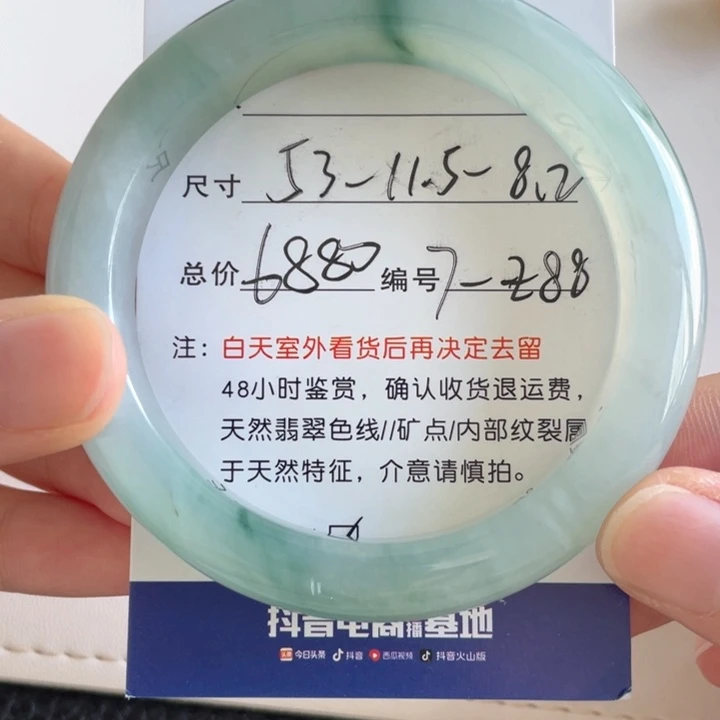 尺寸 53-11.5-8.2
总价 6880 编号 7-Z88
注：白天室外看货后再决定去留
48小时鉴赏，确认收货退运费，
天然翡翠色线//矿点/内部纹裂属
于天然特征，介意请慎拍。
抖音电商直播基地
今日头条 抖音 西瓜视频 抖音火山版